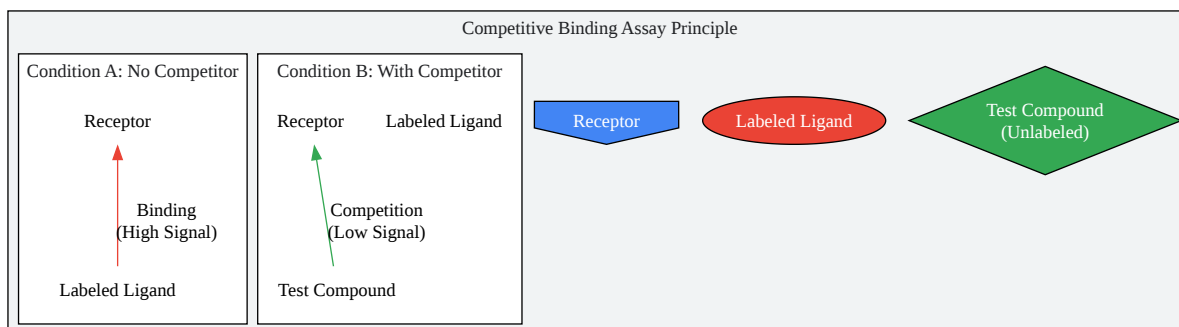 Competitive Binding Assay Principle
Condition A: No Competitor
Receptor
Binding
(High Signal)
Labeled Ligand
Condition B: With Competitor
Receptor
Labeled Ligand
Competition
(Low Signal)
Test Compound
Receptor
Labeled Ligand
Test Compound
(Unlabeled)